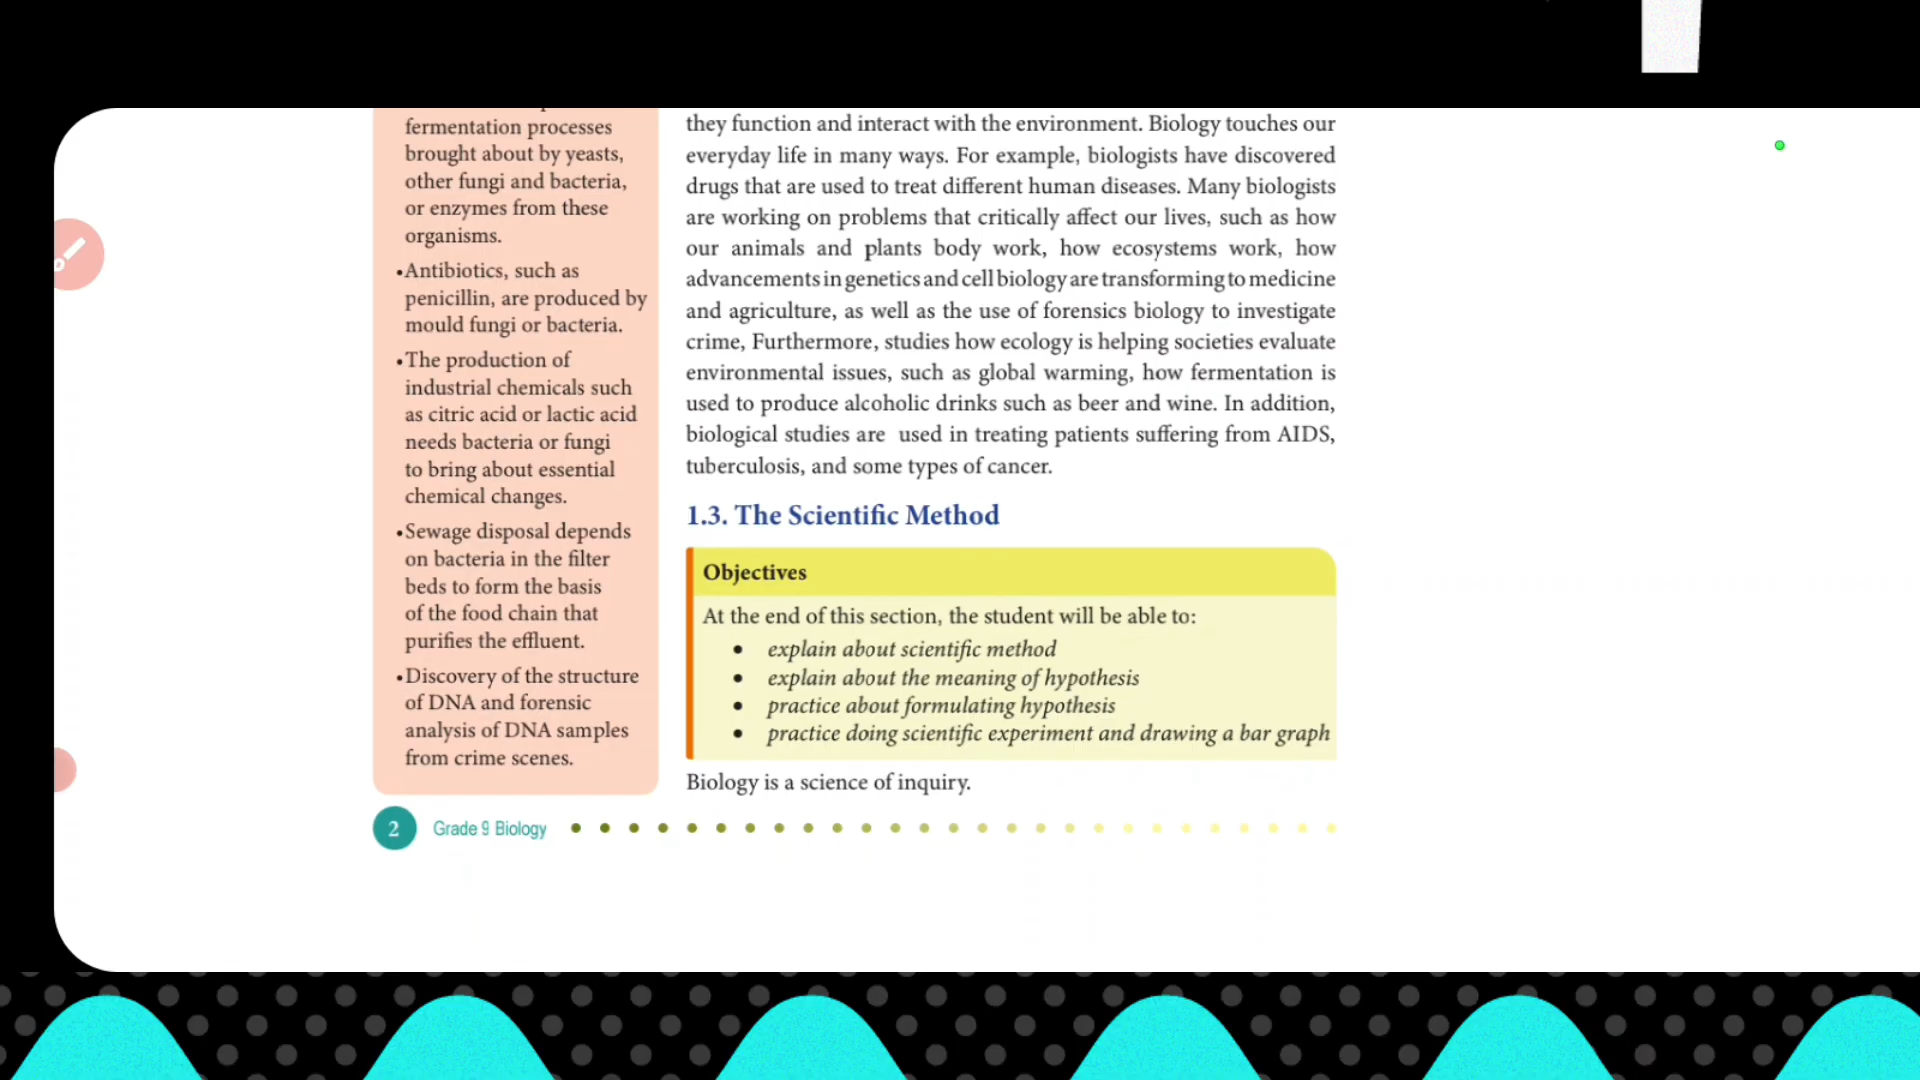 fermentation processes
brought about by yeasts,
other fungi and bacteria,
or enzymes from these
organisms.
•Antibiotics, such as
penicillin, are produced by
mould fungi or bacteria.
•The production of
industrial chemicals such
as citric acid or lactic acid
needs bacteria or fungi
to bring about essential
chemical changes.
•Sewage disposal depends
on bacteria in the filter
beds to form the basis
of the food chain that
purifies the effluent.
•Discovery of the structure
of DNA and forensic
analysis of DNA samples
from crime scenes.
they function and interact with the environment. Biology touches our
everyday life in many ways. For example, biologists have discovered
drugs that are used to treat different human diseases. Many biologists
are working on problems that critically affect our lives, such as how
our animals and plants body work, how ecosystems work, how
advancements in genetics and cell biology are transforming to medicine
and agriculture, as well as the use of forensics biology to investigate
crime, Furthermore, studies how ecology is helping societies evaluate
environmental issues, such as global warming, how fermentation is
used to produce alcoholic drinks such as beer and wine. In addition,
biological studies are used in treating patients suffering from AIDS,
tuberculosis, and some types of cancer.
1.3. The Scientific Method
Objectives
At the end of this section, the student will be able to:
• explain about scientific method
• explain about the meaning of hypothesis
• practice about formulating hypothesis
• practice doing scientific experiment and drawing a bar graph
Biology is a science of inquiry.
2 Grade 9 Biology